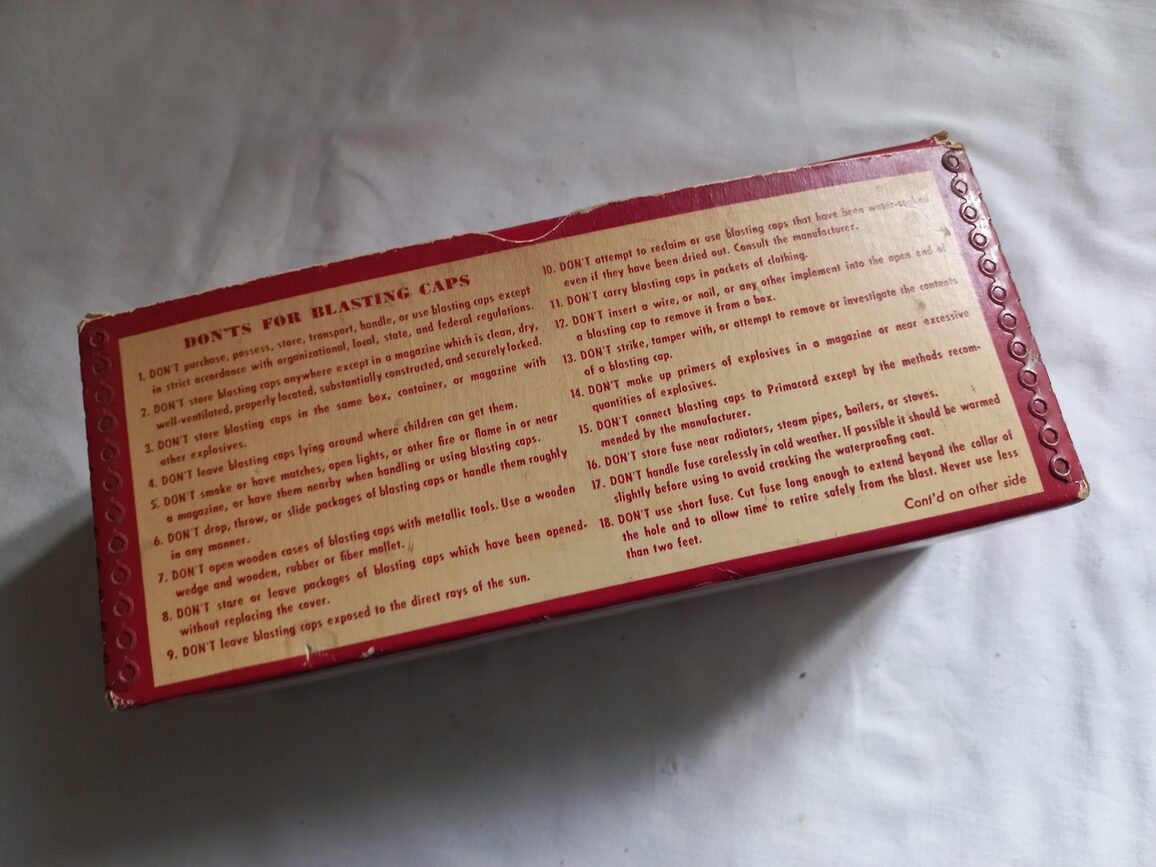 DON'TS FOR BLASTING CAPS
1. DON'T purchase, possess, store, transport, handle, or use blasting caps except
in strict accordance with organizational, local, state, and federal regulations.
2. DON'T store blasting caps anywhere except in a magazine which is clean, dry,
well-ventilated, properly located, substantially constructed, and securely locked.
3. DON'T store blasting caps in the same box, container, or magazine with
other explosives.
4. DON'T leave blasting caps lying around where children can get them.
5. DON'T smoke or have matches, open lights, or other fire or flame in or near
a magazine, or have them nearby when handling or using blasting caps.
6. DON'T drop, throw, or slide packages of blasting caps or handle them roughly
in any manner.
7. DON'T open wooden cases of blasting caps with metallic tools. Use a wooden
wedge and wooden, rubber or fiber mallet.
8. DON'T store or leave packages of blasting caps which have been opened-
without replacing the cover.
9. DON'T leave blasting caps exposed to the direct rays of the sun.
10. DON'T attempt to reclaim or use blasting caps that have been water-soaked
even if they have been dried out. Consult the manufacturer.
11. DON'T carry blasting caps in pockets of clothing.
12. DON'T insert a wire, or nail, or any other implement into the open end of
a blasting cap to remove it from a box.
13. DON'T strike, tamper with, or attempt to remove or investigate the contents
of a blasting cap.
14. DON'T make up primers of explosives in a magazine or near excessive
quantities of explosives.
15. DON'T connect blasting caps to Primacord except by the methods recom-
mended by the manufacturer.
16. DON'T store fuse near radiators, steam pipes, boilers, or stoves.
17. DON'T handle fuse carelessly in cold weather. If possible it should be warmed
slightly before using to avoid cracking the waterproofing coat.
18. DON'T use short fuse. Cut fuse long enough to extend beyond the collar of
the hole and to allow time to retire safely from the blast. Never use less
than two feet.
Cont'd on other side